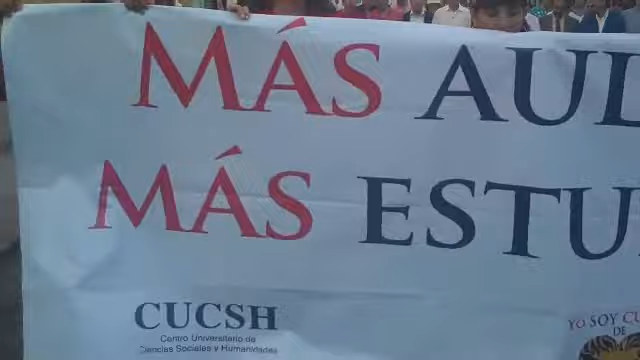 MÁS AUL
MÁS ESTU
CUCSH
Centro Universitario de
Ciencias Sociales y Humanidades
YO SOY CU
DE